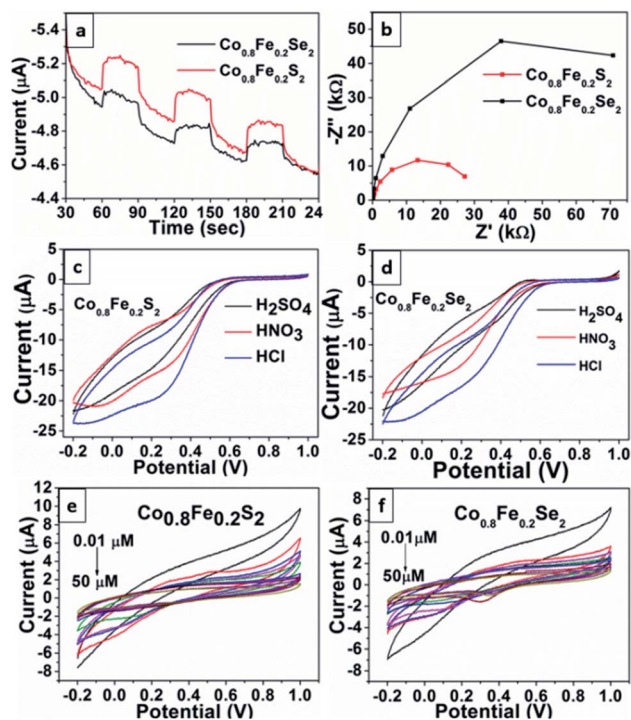 a
Co0.8Fe0.2Se2
Co0.8Fe0.2S2
-5.4
-5.2
-5.0
-4.8
-4.6
-4.4
Current (μA)
30 60 90 120 150 180 210 24
Time (sec)
b
50
40
30
20
10
0
-Z'' (kΩ)
Co0.8Fe0.2S2
Co0.8Fe0.2Se2
0 10 20 30 40 50 60 70 80
Z' (kΩ)
c
5
0
-5
-10
-15
-20
-25
Current (μA)
Co0.8Fe0.2S2
H2SO4
HNO3
HCl
-0.2 0.0 0.2 0.4 0.6 0.8 1.0
Potential (V)
d
5
0
-5
-10
-15
-20
-25
Current (μA)
Co0.8Fe0.2Se2
H2SO4
HNO3
HCl
-0.2 0.0 0.2 0.4 0.6 0.8 1.0
Potential (V)
e
12
10
8
6
4
2
0
-2
-4
-6
-8
Current (μA)
Co0.8Fe0.2S2
0.01 μM
50 μM
0.0 0.2 0.4 0.6 0.8 1.0
Potential (V)
f
8
6
4
2
0
-2
-4
-6
-8
Current (μA)
Co0.8Fe0.2Se2
0.01μM
50μM
-0.2 0.0 0.2 0.4 0.6 0.8 1.0
Potential (V)